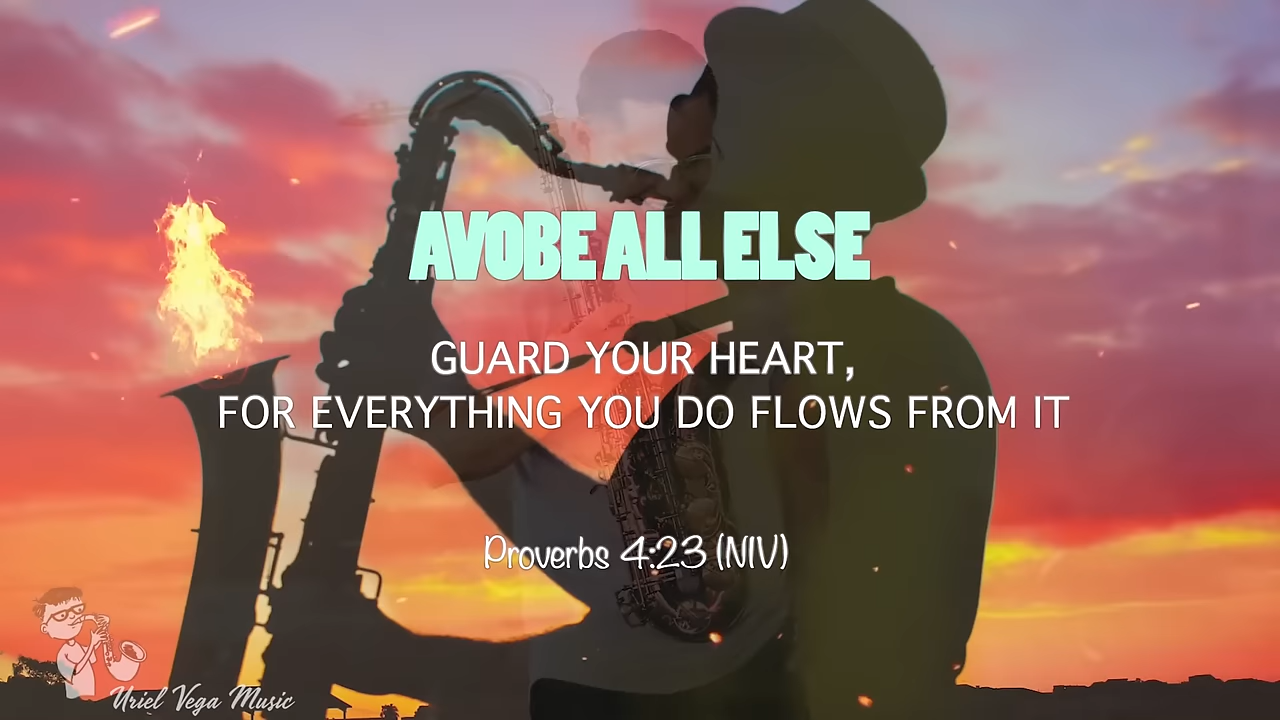 AVOBE ALL ELSE
GUARD YOUR HEART,
FOR EVERYTHING YOU DO FLOWS FROM IT
Proverbs 4:23 (NIV)
Uriel Vega Music